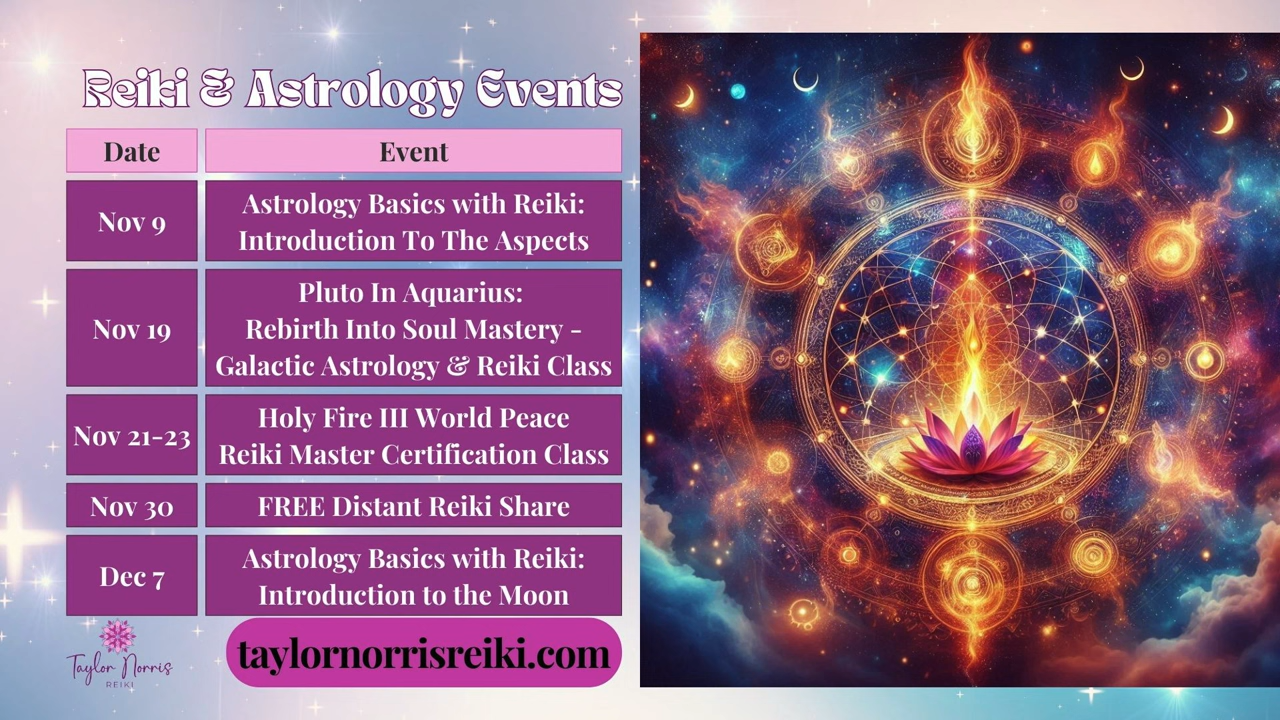 Reiki & Astrology Events
Date
Event
Nov 9
Astrology Basics with Reiki:
Introduction To The Aspects
Nov 19
Pluto In Aquarius:
Rebirth Into Soul Mastery -
Galactic Astrology & Reiki Class
Nov 21-23
Holy Fire III World Peace
Reiki Master Certification Class
Nov 30
FREE Distant Reiki Share
Dec 7
Astrology Basics with Reiki:
Introduction to the Moon
Taylor Norris
REIKI
taylornorrisreiki.com